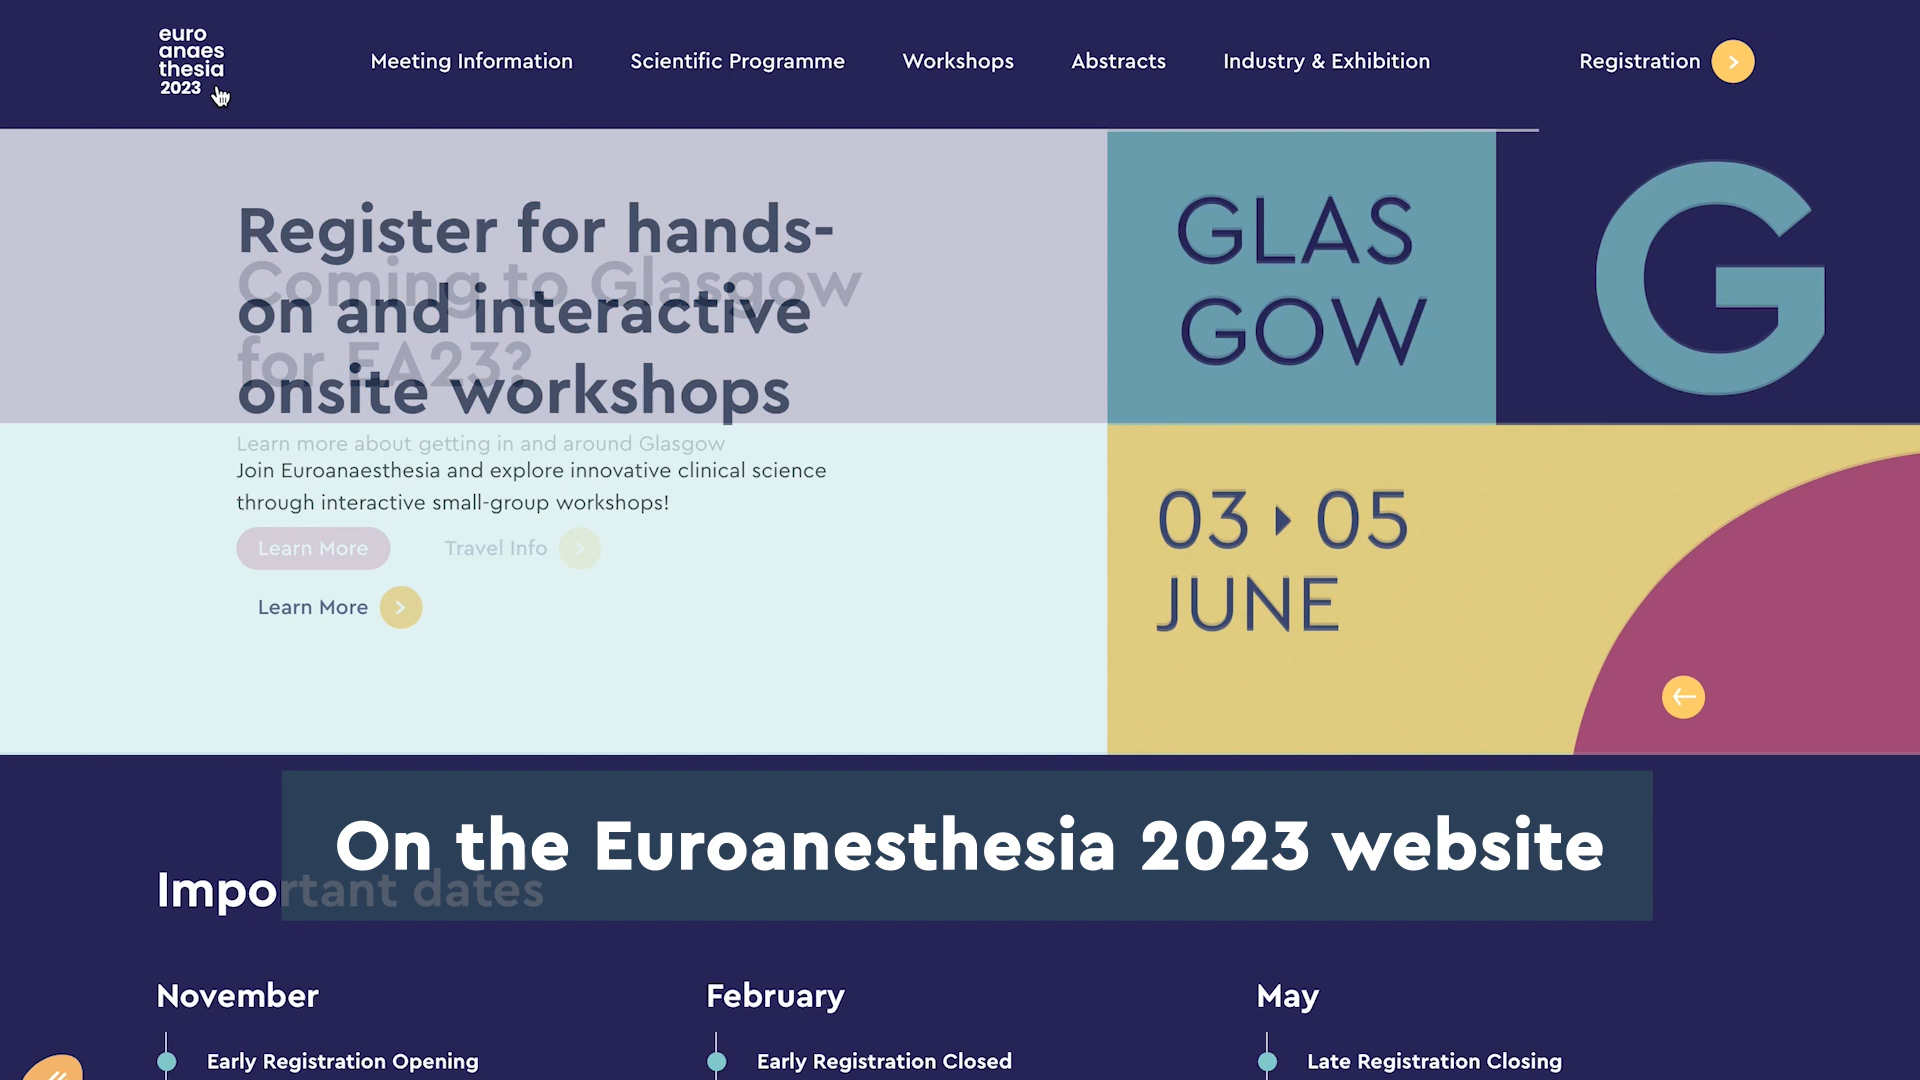 euro
anaes
thesia
2023
Meeting Information
Scientific Programme
Workshops
Abstracts
Industry & Exhibition
Registration
Register for hands-
on and interactive
onsite workshops
Coming to Glasgow
for EA23?
Learn more about getting in and around Glasgow
Join Euroanaesthesia and explore innovative clinical science
through interactive small-group workshops!
Learn More
Travel Info
Learn More
GLAS
GOW
G
03 ▸ 05
JUNE
On the Euroanesthesia 2023 website
Important dates
November
February
May
Early Registration Opening
Early Registration Closed
Late Registration Closing